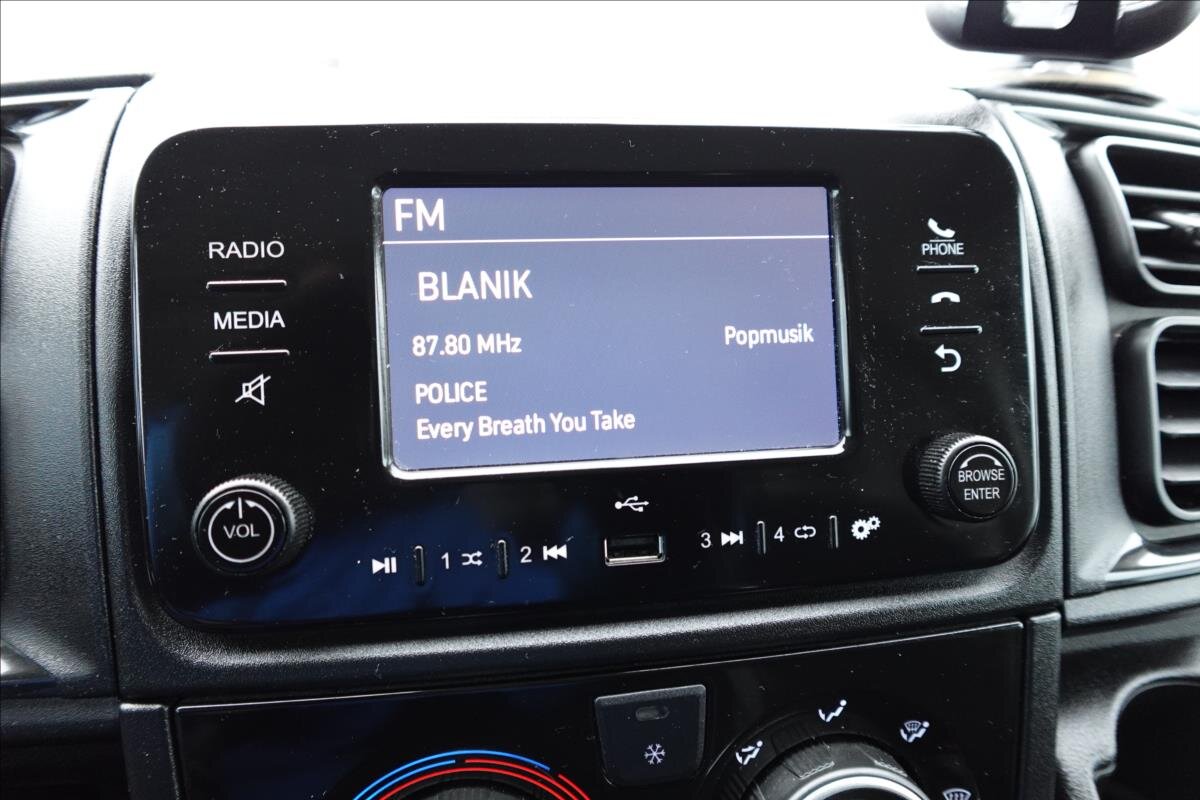 FM
RADIO
BLANIK
MEDIA
87.80 MHz
Popmusik
POLICE
Every Breath You Take
PHONE
VOL
BROWSE
ENTER
1
2
3
4